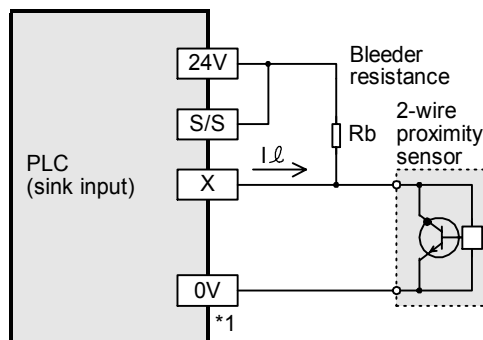 24V
Bleeder
resistance
S/S
2-wire
proximity
sensor
Rb
PLC
(sink input)
Iℓ
X
0V
*1